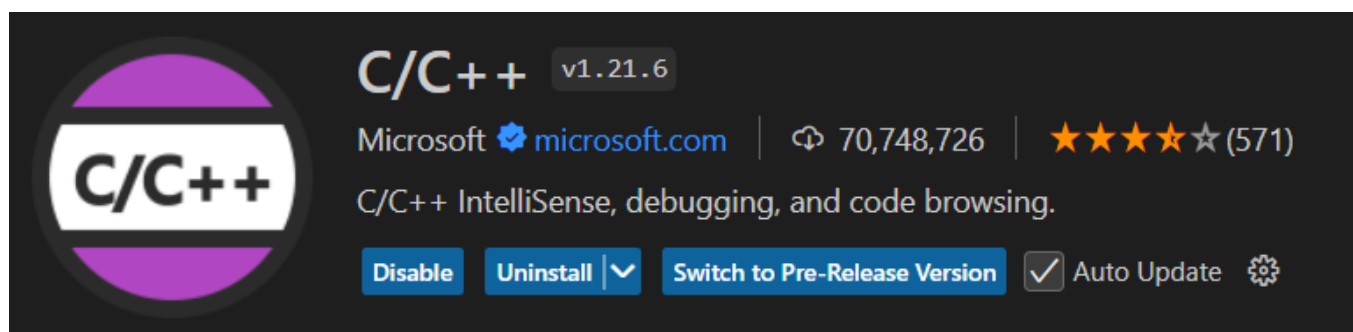 C/C++
C/C++ v1.21.6
Microsoft microsoft.com 70,748,726 (571)
C/C++ IntelliSense, debugging, and code browsing.
Disable Uninstall Switch to Pre-Release Version Auto Update